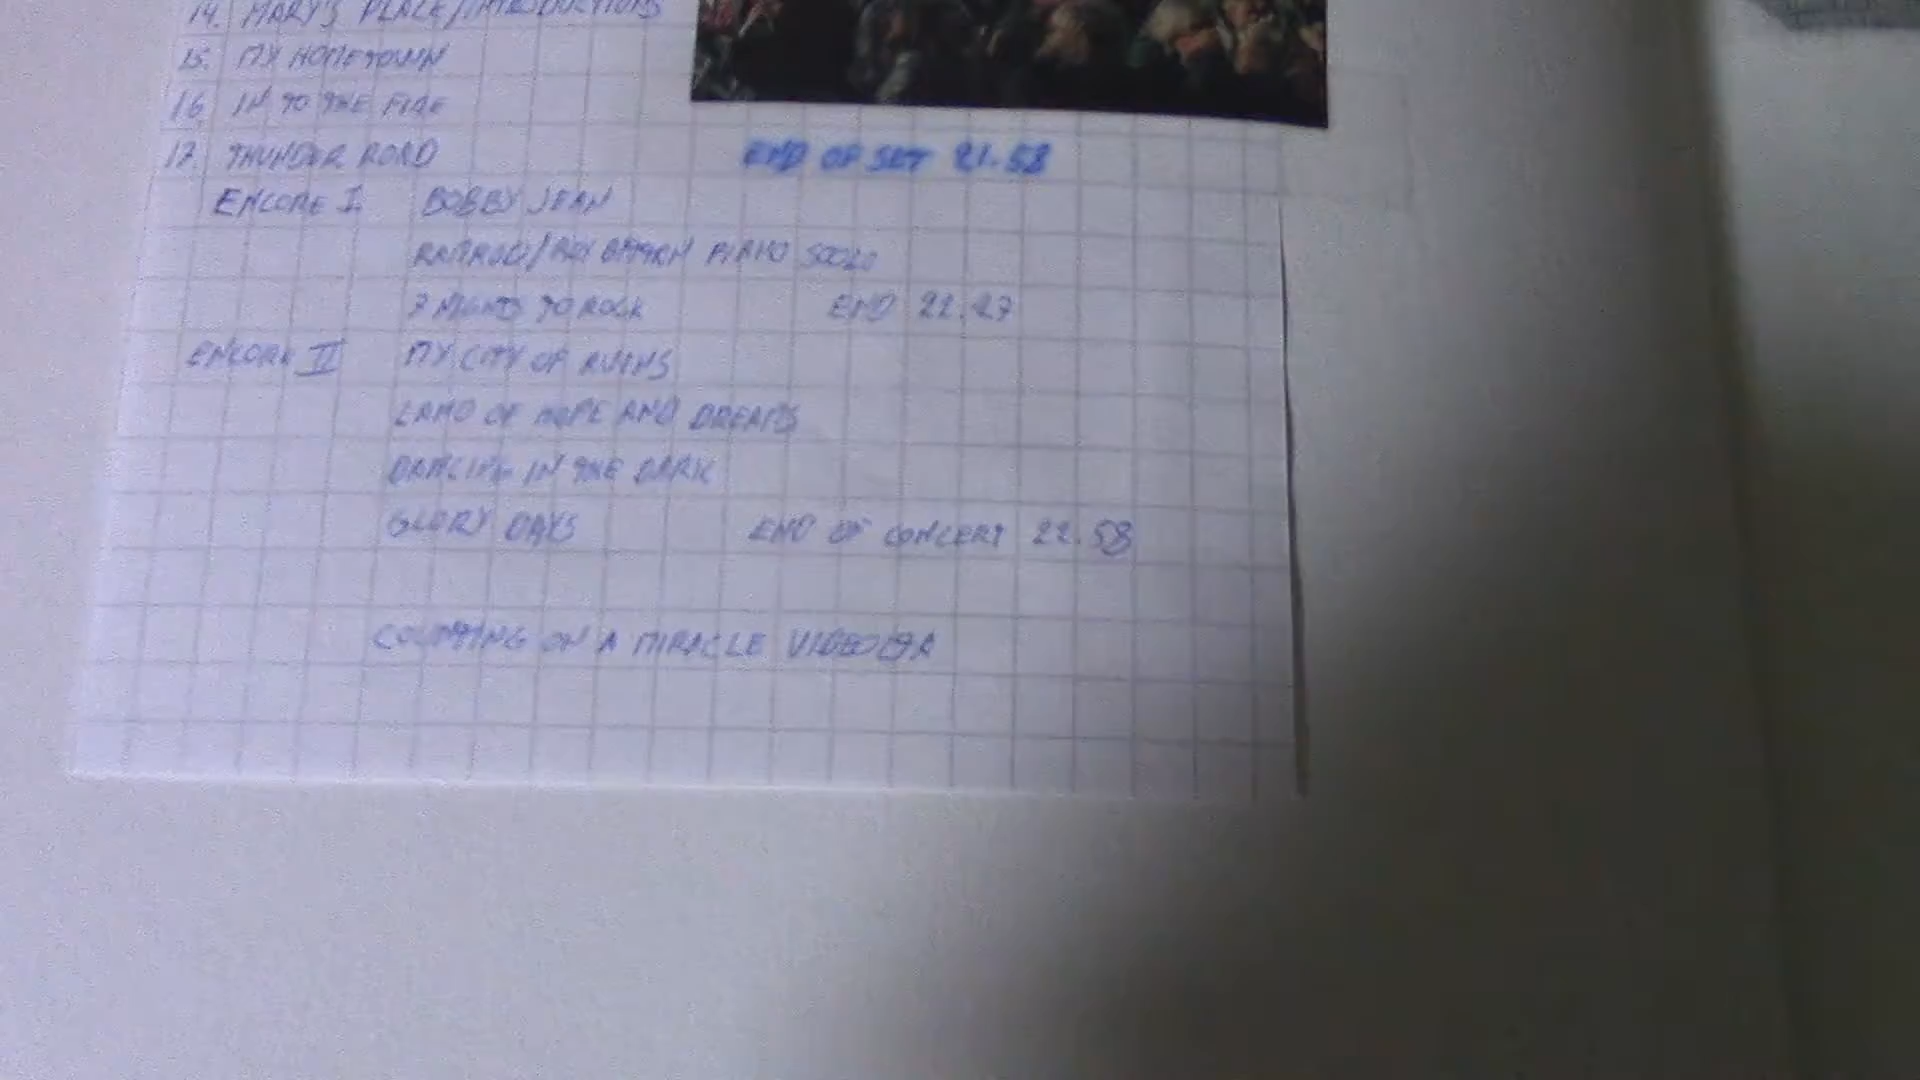 14. MARY'S PLACE/INTRODUCTIONS
15. MY HOMETOWN
16 IN TO THE FIRE
17. THUNDER ROAD END OF SET 21.58
ENCORE I BOBBY JEAN
RAMROD/ROY BITTAN PIANO SOOLO
7 NIGHTS TO ROCK END 22.27
ENCORE II MY CITY OF RUINS
LAND OF HOPE AND DREAMS
DANCING IN THE DARK
GLORY DAYS END OF CONCERT 22.58
COUNTING ON A MIRACLE VIDEOLTA